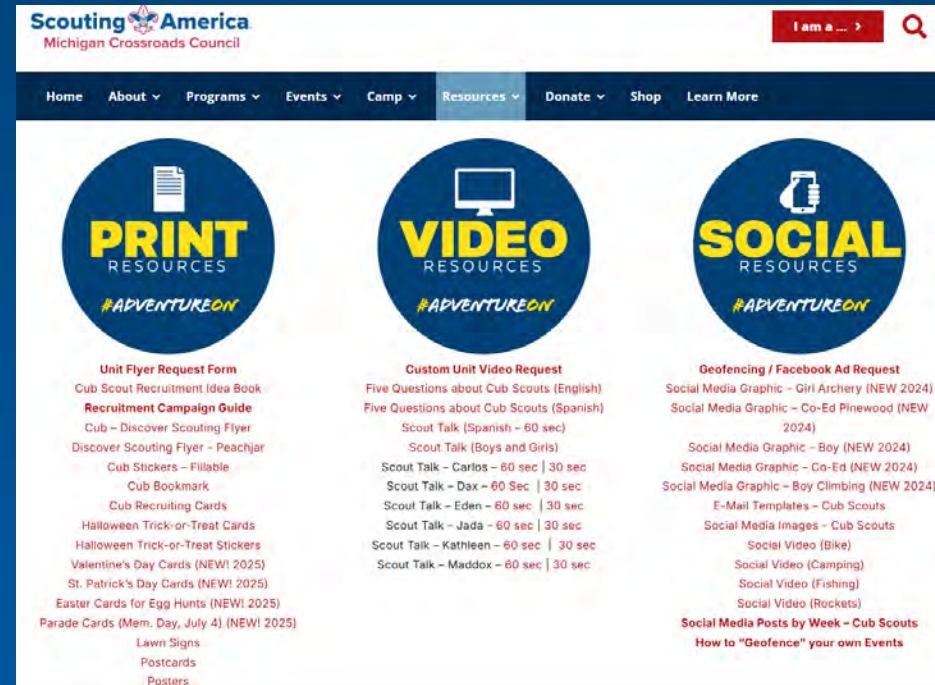 Scouting America
Michigan Crossroads Council
I am a ... >
Home About Programs Events Camp Resources Donate Shop Learn More
PRINT
RESOURCES
#ADVENTUREON
Unit Flyer Request Form
Cub Scout Recruitment Idea Book
Recruitment Campaign Guide
Cub – Discover Scouting Flyer
Discover Scouting Flyer – Peachjar
Cub Stickers – Fillable
Cub Bookmark
Cub Recruiting Cards
Halloween Trick-or-Treat Cards
Halloween Trick-or-Treat Stickers
Valentine's Day Cards (NEW! 2025)
St. Patrick's Day Cards (NEW! 2025)
Easter Cards for Egg Hunts (NEW! 2025)
Parade Cards (Mem. Day, July 4) (NEW! 2025)
Lawn Signs
Postcards
Posters
VIDEO
RESOURCES
#ADVENTUREON
Custom Unit Video Request
Five Questions about Cub Scouts (English)
Five Questions about Cub Scouts (Spanish)
Scout Talk (Spanish – 60 sec)
Scout Talk (Boys and Girls)
Scout Talk – Carlos – 60 sec | 30 sec
Scout Talk – Dax – 60 Sec | 30 sec
Scout Talk – Eden – 60 sec | 30 sec
Scout Talk – Jada – 60 sec | 30 sec
Scout Talk – Kathleen – 60 sec | 30 sec
Scout Talk – Maddox – 60 sec | 30 sec
SOCIAL
RESOURCES
#ADVENTUREON
Geofencing / Facebook Ad Request
Social Media Graphic – Girl Archery (NEW 2024)
Social Media Graphic – Co-Ed Pinewood (NEW
2024)
Social Media Graphic – Boy (NEW 2024)
Social Media Graphic – Co-Ed (NEW 2024)
Social Media Graphic – Boy Climbing (NEW 2024)
E-Mail Templates – Cub Scouts
Social Media Images – Cub Scouts
Social Video (Bike)
Social Video (Camping)
Social Video (Fishing)
Social Video (Rockets)
Social Media Posts by Week – Cub Scouts
How to "Geofence" your own Events